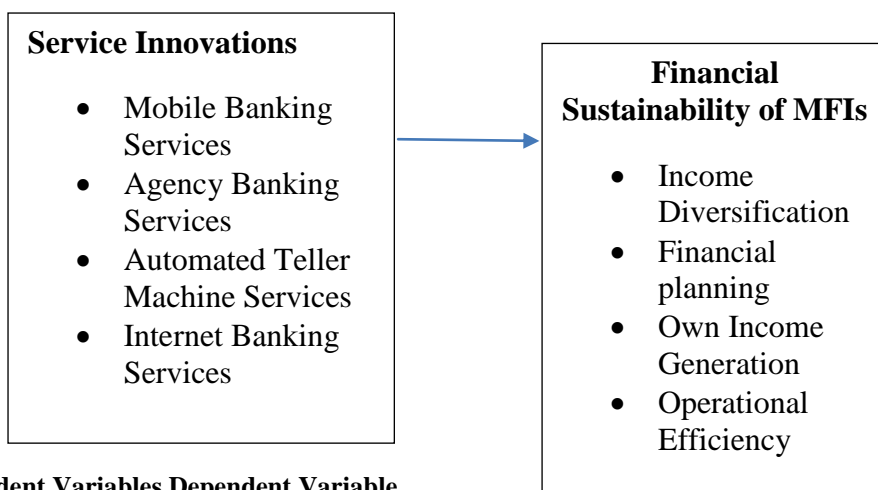 Service Innovations
• Mobile Banking
Services
• Agency Banking
Services
• Automated Teller
Machine Services
• Internet Banking
Services
Financial
Sustainability of MFIs
• Income
Diversification
• Financial
planning
• Own Income
Generation
• Operational
Efficiency
Variables Dependent Variable